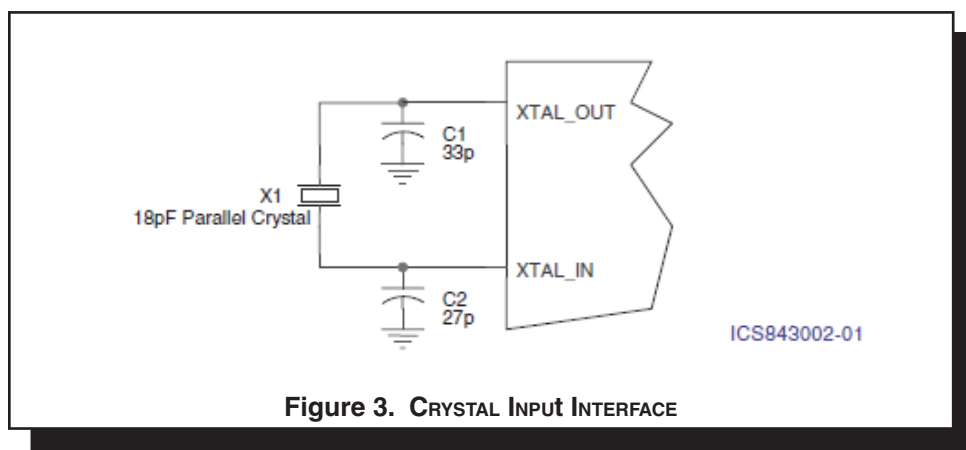 XTAL_OUT
C1
33p
X1
18pF Parallel Crystal
XTAL_IN
C2
27p
ICS843002-01
Figure 3. CRYSTAL INPUt INTERFACE